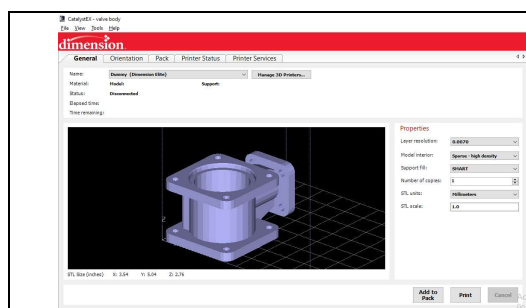 CatalystEX - valve body
File View Tools Help
dimension
General Orientation Pack Printer Status Printer Services
Name: Dummy (Dimension Elite) Manage 3D Printers...
Material: Model: Support:
Status: Disconnected
Elapsed time:
Time remaining:
Properties
Layer resolution: 0.0070
Model interior: Sparse - high density
Support fill: SMART
Number of copies: 1
STL units: Millimeters
STL scale: 1.0
STL Size (inches) X: 3.54 Y: 5.04 Z: 2.76
Add to Pack Print Cancel